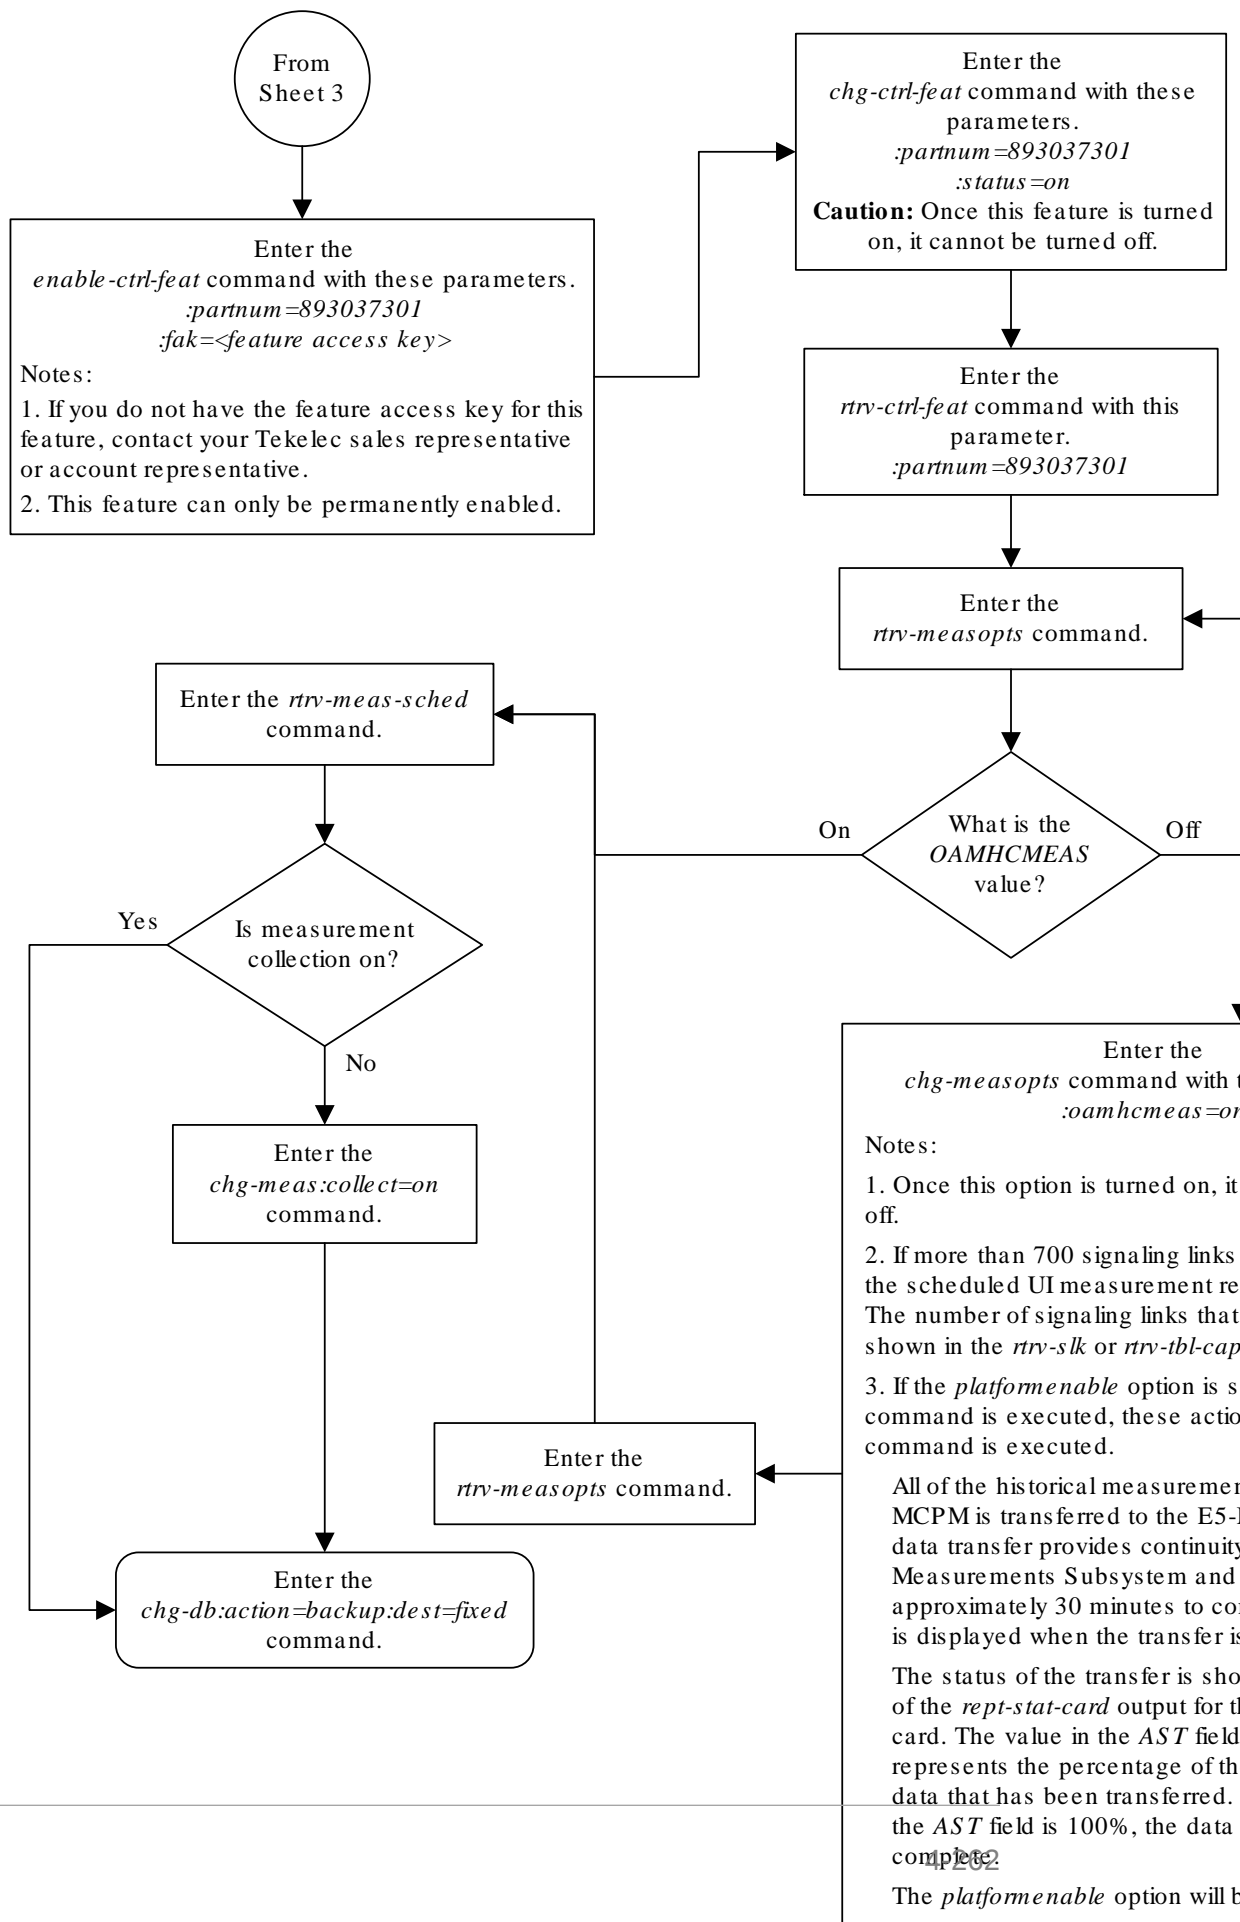 From
Sheet 3
Enter the
enable-ctrl-feat command with these parameters.
:partnum=893037301
:fak=<feature access key>
Notes:
1. If you do not have the feature access key for this
feature, contact your Tekelec sales representative
or account representative.
2. This feature can only be permanently enabled.
Enter the
chg-ctrl-feat command with these
parameters.
:partnum=893037301
:status=on
Caution: Once this feature is turned
on, it cannot be turned off.
Enter the
rtrv-ctrl-feat command with this
parameter.
:partnum=893037301
Enter the
rtrv-measopts command.
What is the
OAMHCMEAS
value?
On
Off
Enter the rtrv-meas-sched
command.
Is measurement
collection on?
Yes
No
Enter the
chg-meas:collect=on
command.
Enter the
rtrv-measopts command.
Enter the
chg-db:action=backup:dest=fixed
command.
Enter the
chg-measopts command with
:oamhcmeas=on
Notes:
1. Once this option is turned on, it
off.
2. If more than 700 signaling links
the scheduled UI measurement re
The number of signaling links that
shown in the rtrv-slk or rtrv-tbl-cap
3. If the platformenable option is s
command is executed, these actio
command is executed.
All of the historical measuremen
MCPM is transferred to the E5-
data transfer provides continuity
Measurements Subsystem and
approximately 30 minutes to co
is displayed when the transfer is
The status of the transfer is sho
of the rept-stat-card output for th
card. The value in the AST field
represents the percentage of th
data that has been transferred.
the AST field is 100%, the data
complete.
4-262
The platformenable option will b